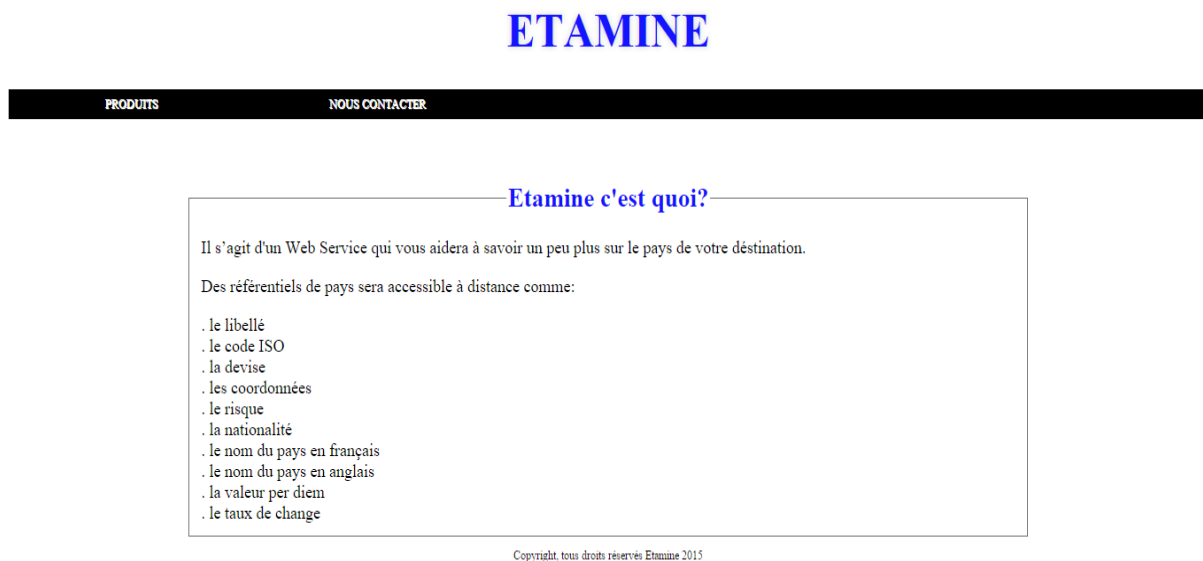 ETAMINE
PRODUITS NOUS CONTACTER
Etamine c'est quoi?
Il s’agit d'un Web Service qui vous aidera à savoir un peu plus sur le pays de votre déstination.
Des référentiels de pays sera accessible à distance comme:
. le libellé
. le code ISO
. la devise
. les coordonnées
. le risque
. la nationalité
. le nom du pays en français
. le nom du pays en anglais
. la valeur per diem
. le taux de change
Copyright, tous droits réservés Etamine 2015